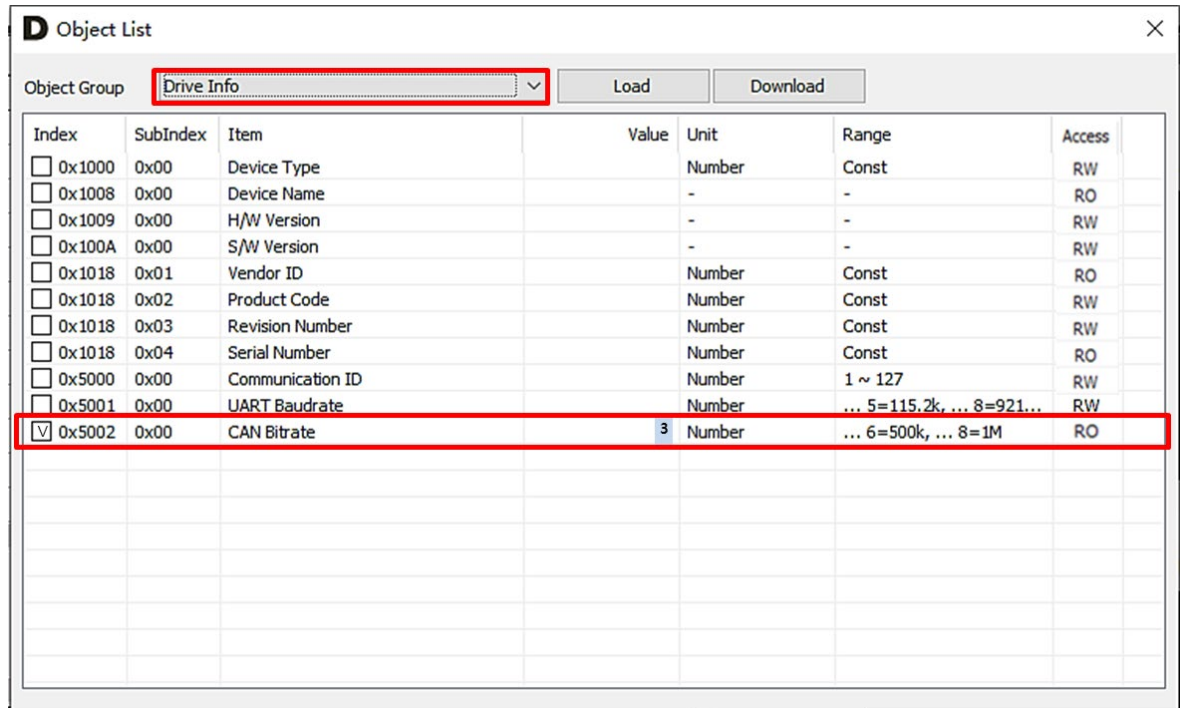 D Object List
Object Group Drive Info Load Download
Index SubIndex Item Value Unit Range Access
0x1000 0x00 Device Type Number Const RW
0x1008 0x00 Device Name - - RO
0x1009 0x00 H/W Version - - RW
0x100A 0x00 S/W Version - - RW
0x1018 0x01 Vendor ID Number Const RO
0x1018 0x02 Product Code Number Const RW
0x1018 0x03 Revision Number Number Const RW
0x1018 0x04 Serial Number Number Const RO
0x5000 0x00 Communication ID Number 1 ~ 127 RW
0x5001 0x00 UART Baudrate Number ... 5=115.2k, ... 8=921... RW
V 0x5002 0x00 CAN Bitrate 3 Number ... 6=500k, ... 8=1M RO